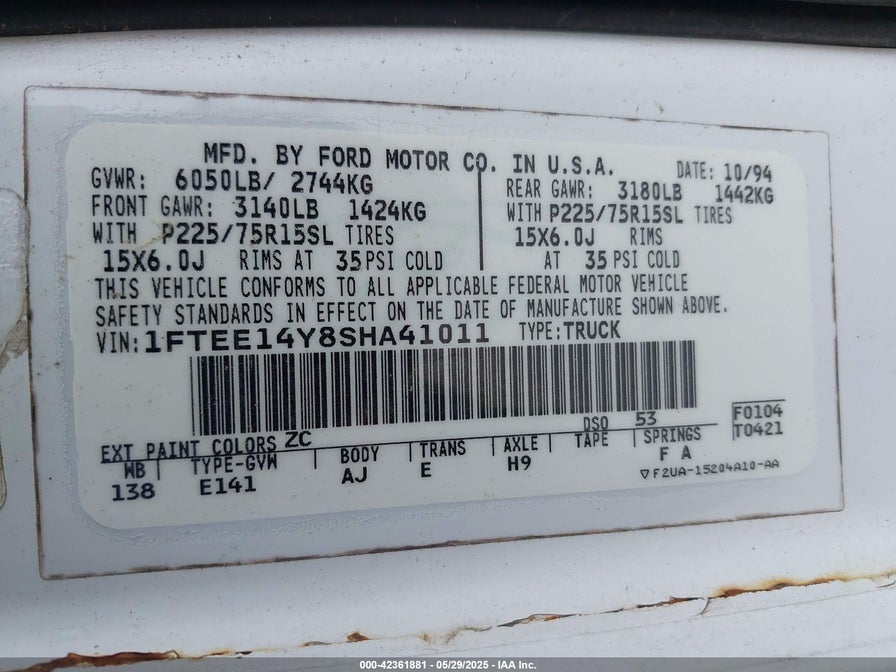 MFD. BY FORD MOTOR CO. IN U.S.A.
DATE: 10/94
GVWR: 6050LB/ 2744KG
FRONT GAWR: 3140LB 1424KG
WITH P225/75R15SL TIRES
15X6.0J RIMS AT 35 PSI COLD
REAR GAWR: 3180LB 1442KG
WITH P225/75R15SL TIRES
15X6.0J RIMS
AT 35 PSI COLD
THIS VEHICLE CONFORMS TO ALL APPLICABLE FEDERAL MOTOR VEHICLE
SAFETY STANDARDS IN EFFECT ON THE DATE OF MANUFACTURE SHOWN ABOVE.
VIN: 1FTEE14Y8SHA41011 TYPE: TRUCK
F0104
T0421
EXT PAINT COLORS ZC DSO 53
WB TYPE-GVW BODY TRANS AXLE TAPE SPRINGS
138 E141 AJ E H9 F A
▽F2UA-15204A10-AA
000-42361881 - 05/29/2025 - IAA Inc.